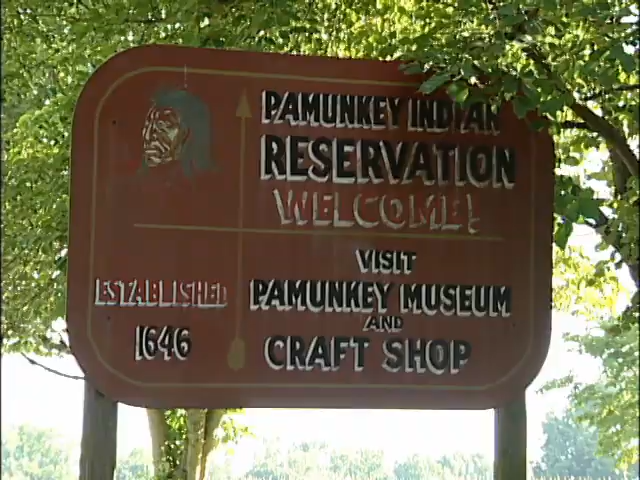 PAMUNKEY INDIAN
RESERVATION
WELCOME!
VISIT
PAMUNKEY MUSEUM
AND
CRAFT SHOP
ESTABLISHED
1646